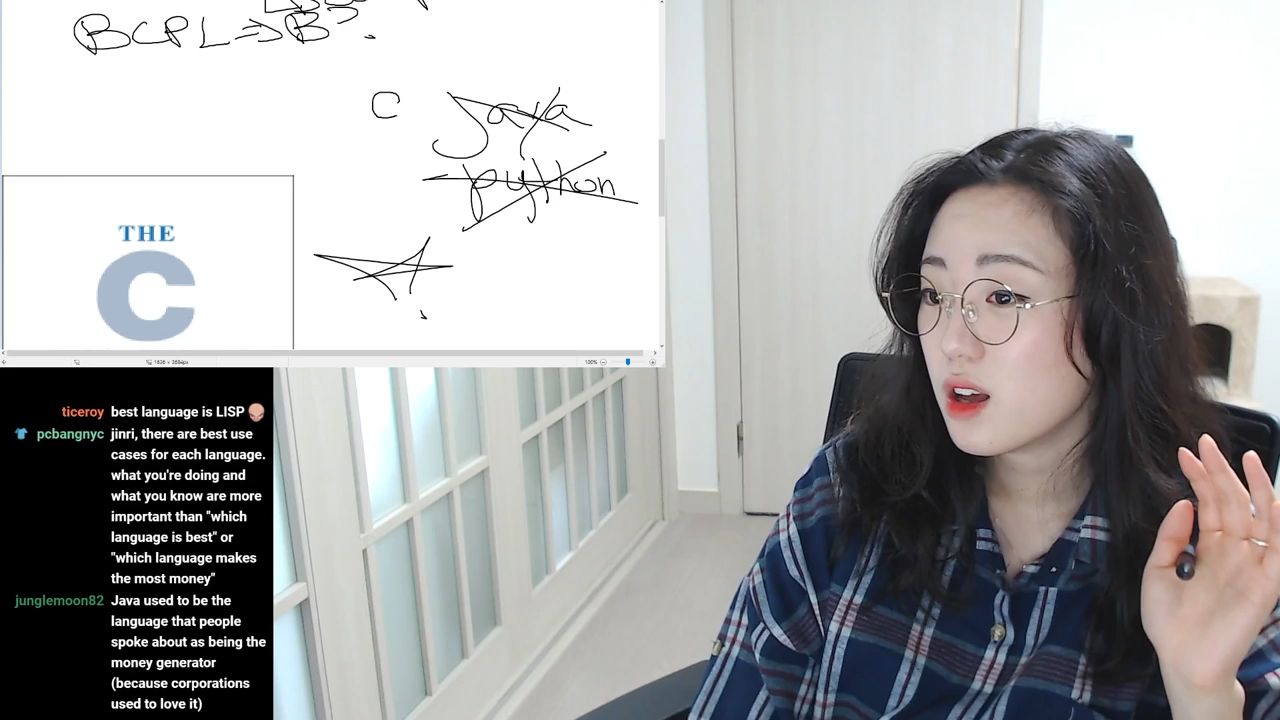 BCPL => B
C Java
python
THE
C
1636 × 3684px
100%
ticeroy best language is LISP
pcbangnyc jinri, there are best use
cases for each language.
what you're doing and
what you know are more
important than "which
language is best" or
"which language makes
the most money"
junglemoon82 Java used to be the
language that people
spoke about as being the
money generator
(because corporations
used to love it)